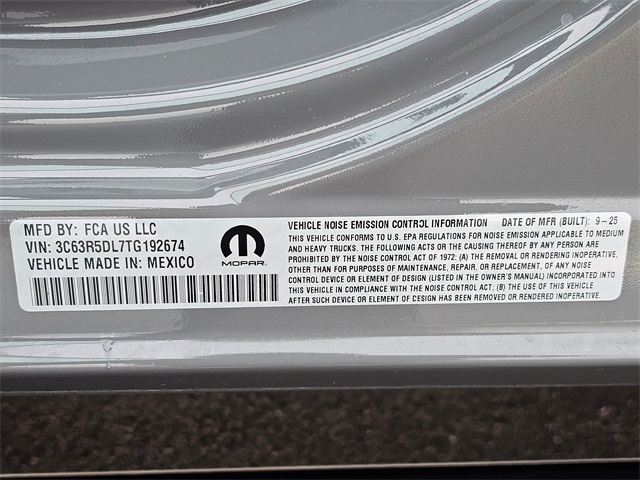 MFD BY: FCA US LLC
VIN: 3C63R5DL7TG192674
VEHICLE MADE IN: MEXICO
MOPAR
VEHICLE NOISE EMISSION CONTROL INFORMATION DATE OF MFR (BUILT): 9-25
THIS VEHICLE CONFORMS TO U.S. EPA REGULATIONS FOR NOISE EMISSION APPLICABLE TO MEDIUM
AND HEAVY TRUCKS. THE FOLLOWING ACTS OR THE CAUSING THEREOF BY ANY PERSON ARE
PROHIBITED BY THE NOISE CONTROL ACT OF 1972: (A) THE REMOVAL OR RENDERING INOPERATIVE,
OTHER THAN FOR PURPOSES OF MAINTENANCE, REPAIR, OR REPLACEMENT, OF ANY NOISE
CONTROL DEVICE OR ELEMENT OF DESIGN (LISTED IN THE OWNER'S MANUAL) INCORPORATED INTO
THIS VEHICLE IN COMPLIANCE WITH THE NOISE CONTROL ACT; (B) THE USE OF THIS VEHICLE
AFTER SUCH DEVICE OR ELEMENT OF DESIGN HAS BEEN REMOVED OR RENDERED INOPERATIVE.